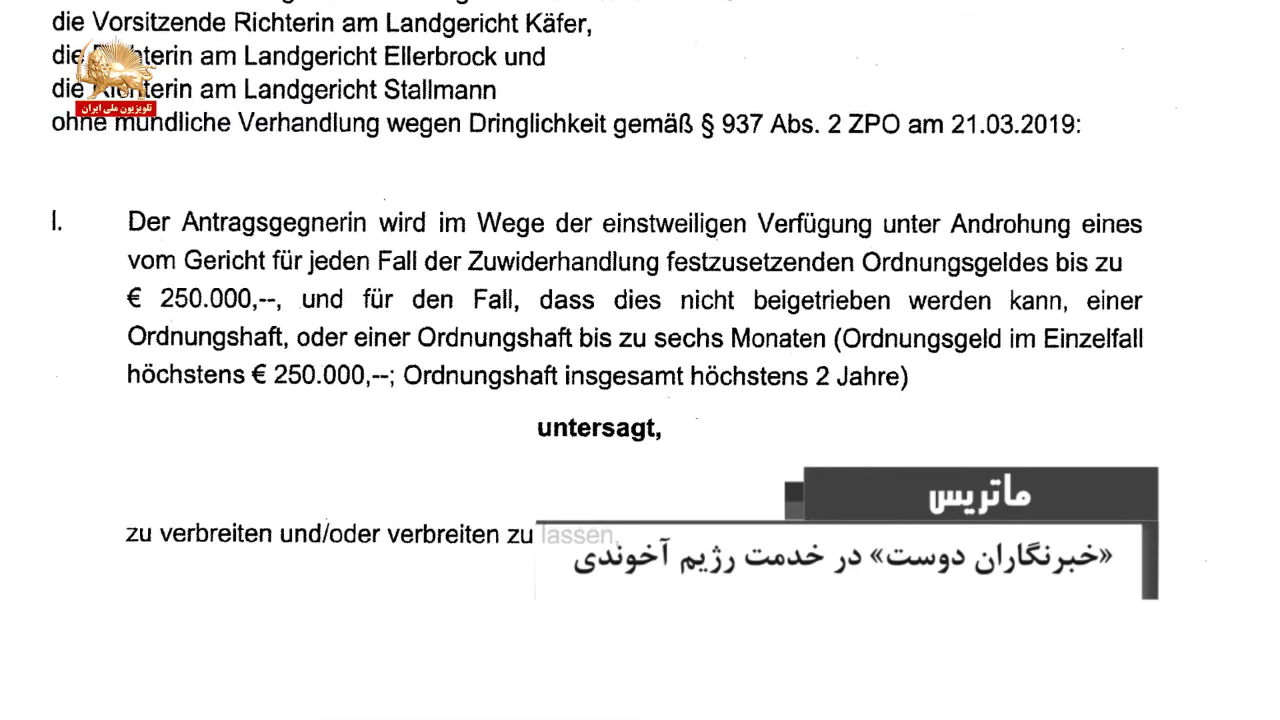 die Vorsitzende Richterin am Landgericht Käfer,
die Richterin am Landgericht Ellerbrock und
die Richterin am Landgericht Stallmann
تلویزیون ملی ایران
ohne mündliche Verhandlung wegen Dringlichkeit gemäß § 937 Abs. 2 ZPO am 21.03.2019:
I. Der Antragsgegnerin wird im Wege der einstweiligen Verfügung unter Androhung eines
vom Gericht für jeden Fall der Zuwiderhandlung festzusetzenden Ordnungsgeldes bis zu
€ 250.000,--, und für den Fall, dass dies nicht beigetrieben werden kann, einer
Ordnungshaft, oder einer Ordnungshaft bis zu sechs Monaten (Ordnungsgeld im Einzelfall
höchstens € 250.000,--; Ordnungshaft insgesamt höchstens 2 Jahre)
untersagt,
ماتریس
zu verbreiten und/oder verbreiten zu lassen,
«خبرنگاران دوست» در خدمت رژیم آخوندی